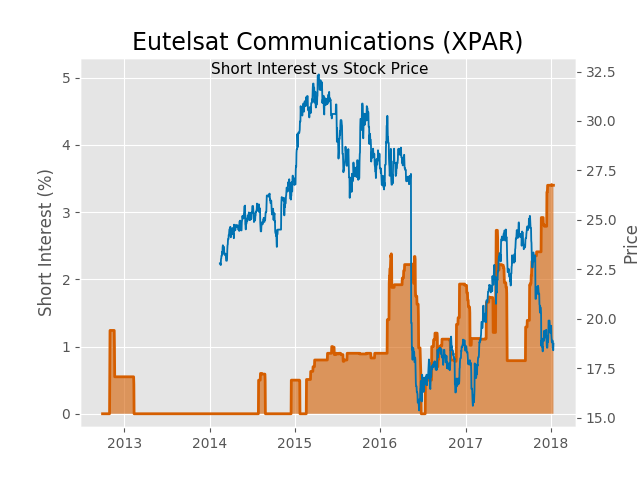 Eutelsat Communications (XPAR)
Short Interest vs Stock Price
Short Interest (%)
Price
5
4
3
2
1
0
32.5
30.0
27.5
25.0
22.5
20.0
17.5
15.0
2013 2014 2015 2016 2017 2018